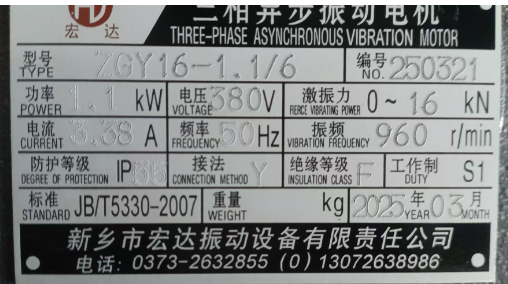 宏 达
三相异步振动电机
THREE-PHASE ASYNCHRONOUS VIBRATION MOTOR
型号 TYPE ZGY16-1.1/6 编号 NO. 250321
功率 POWER 1.1 kW 电压 VOLTAGE 380V 激振力 FIERCE VIBRATING POWER 0~16 kN
电流 CURRENT 3.38 A 频率 FREQUENCY 50Hz 振频 VIBRATION FREQUENCY 960 r/min
防护等级 DEGREE OF PROTECTION IP55 接法 CONNECTION METHOD Y 绝缘等级 INSULATION CLASS F 工作制 DUTY S1
标准 STANDARD JB/T5330-2007 重量 WEIGHT kg 2025年 YEAR 03月 MONTH
新乡市宏达振动设备有限责任公司
电话: 0373-2632855 (0) 13072638986